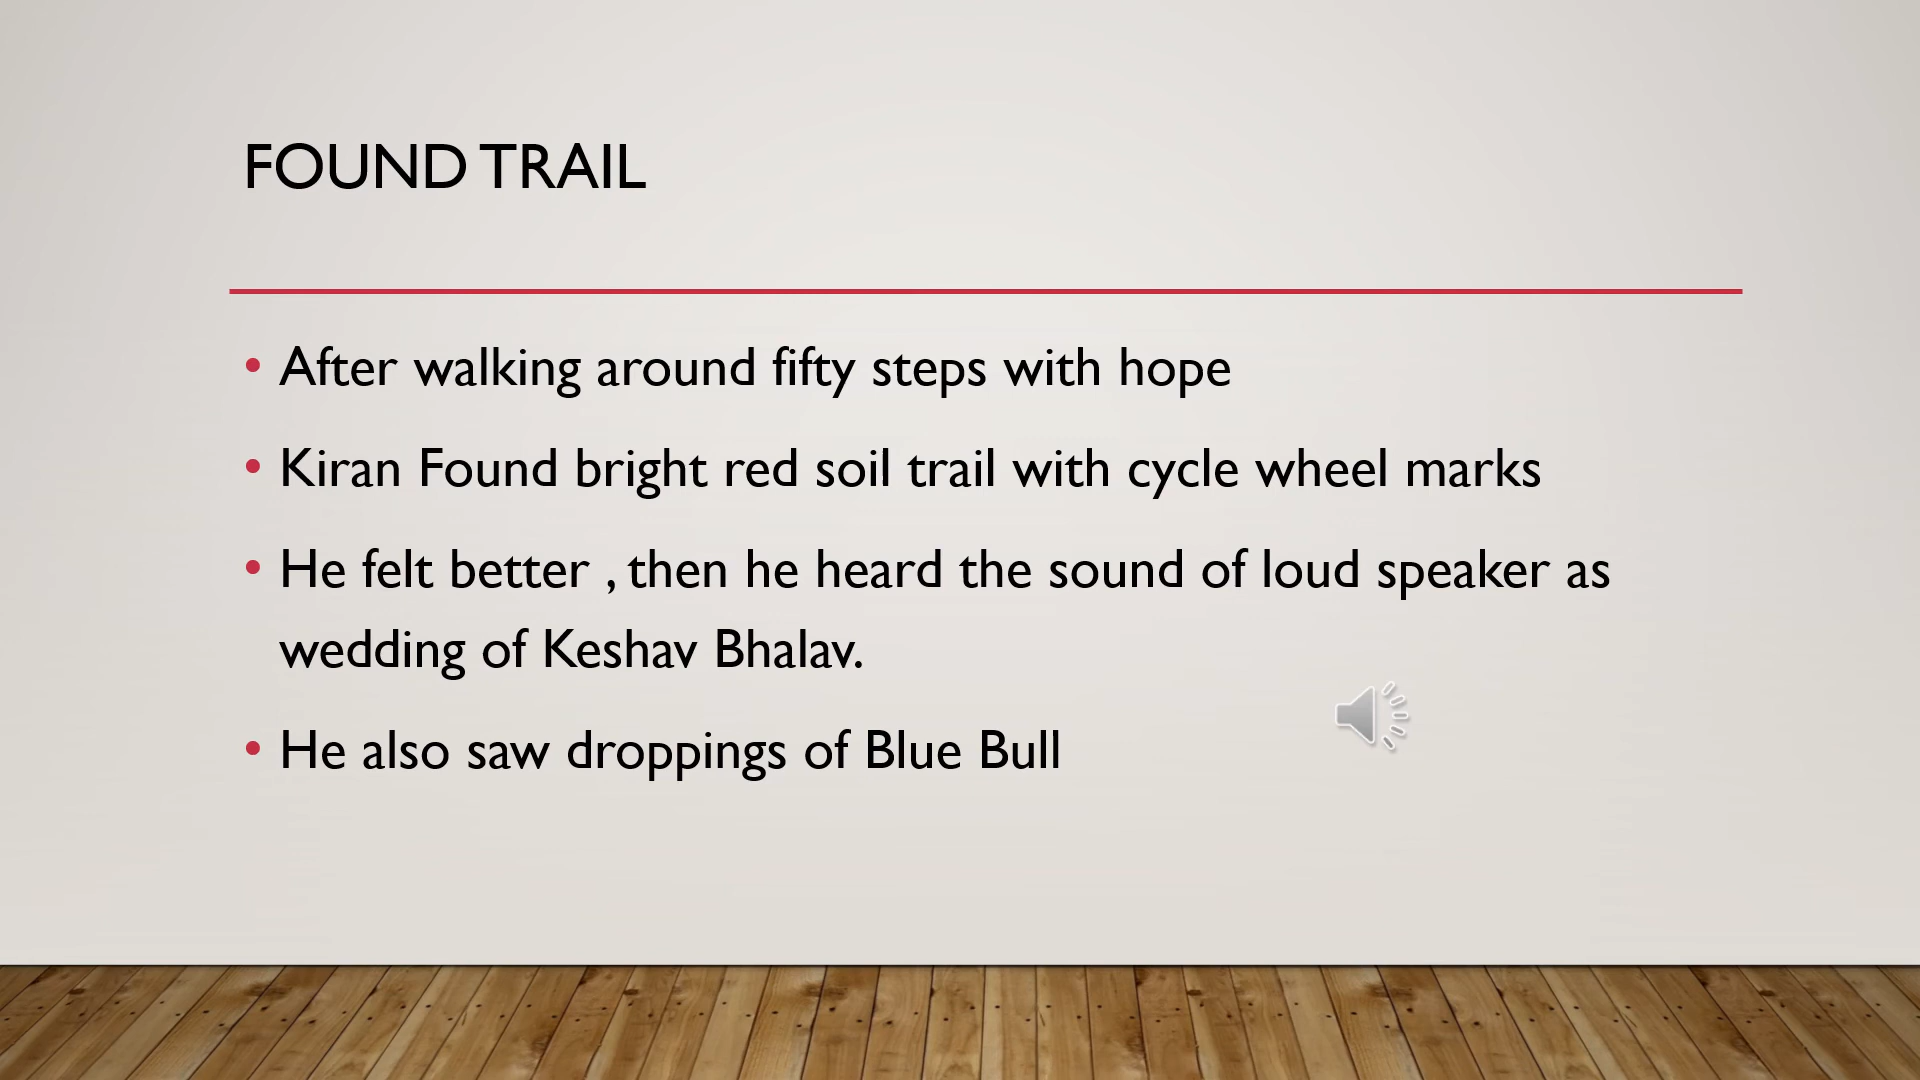 FOUND TRAIL
• After walking around fifty steps with hope
• Kiran Found bright red soil trail with cycle wheel marks
• He felt better , then he heard the sound of loud speaker as
wedding of Keshav Bhalav.
• He also saw droppings of Blue Bull